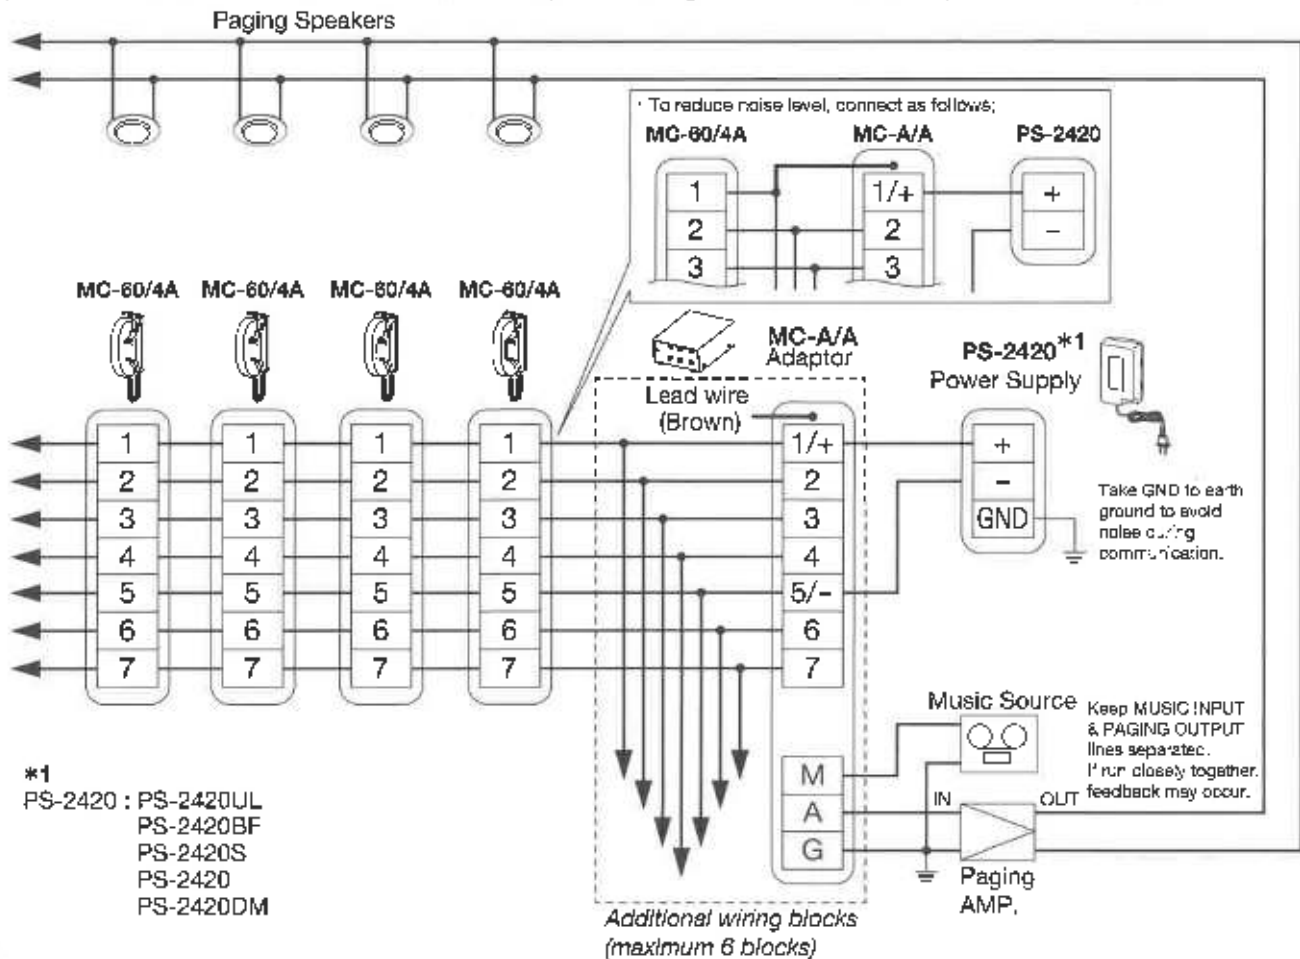 Paging Speakers
· To reduce noise level, connect as follows;
MC-60/4A MC-A/A PS-2420
1 1/+ +
2 2 −
3 3
MC-60/4A MC-60/4A MC-60/4A MC-60/4A
MC-A/A
Adaptor
PS-2420*1
Power Supply
Lead wire
(Brown)
1 1 1 1 1/+ +
2 2 2 2 2 −
3 3 3 3 3 GND
4 4 4 4 4
5 5 5 5 5/-
6 6 6 6 6
7 7 7 7 7
Take GND to earth
ground to avoid
noise during
communication.
Music Source
Keep MUSIC INPUT
& PAGING OUTPUT
lines separated.
If run closely together,
feedback may occur.
M
A
G
IN OUT
Paging
AMP.
*1
PS-2420 : PS-2420UL
PS-2420BF
PS-2420S
PS-2420
PS-2420DM
Additional wiring blocks
(maximum 6 blocks)